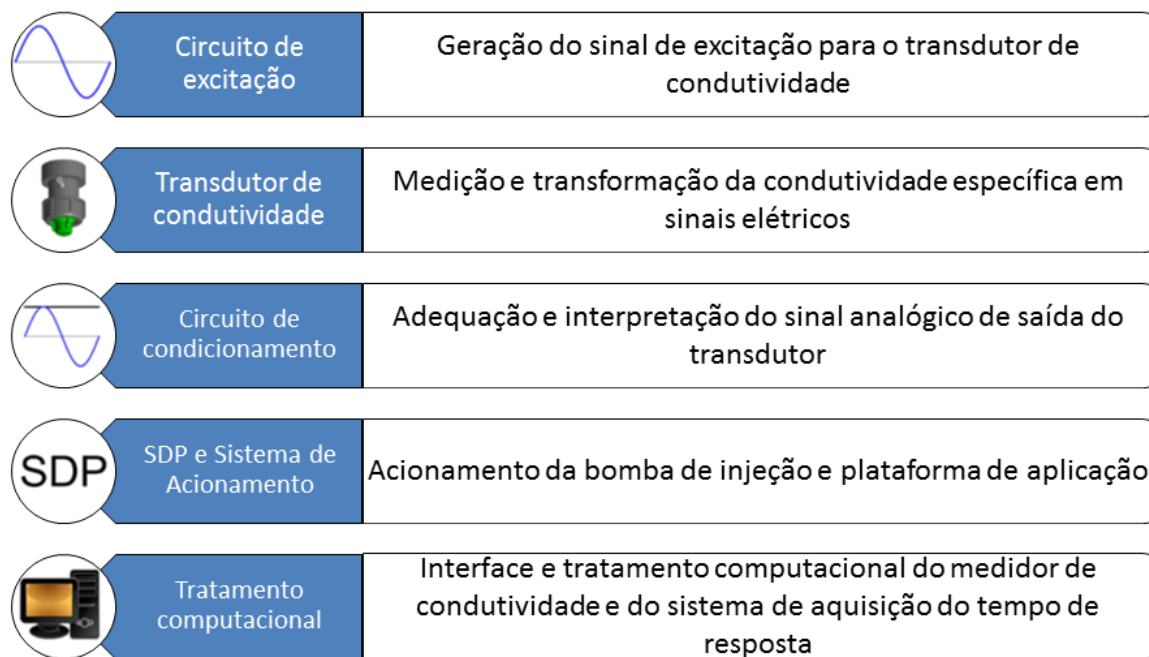 Circuito de
excitação
Geração do sinal de excitação para o transdutor de
condutividade
Transdutor de
condutividade
Medição e transformação da condutividade específica em
sinais elétricos
Circuito de
condicionamento
Adequação e interpretação do sinal analógico de saída do
transdutor
SDP
SDP e Sistema de
Acionamento
Acionamento da bomba de injeção e plataforma de aplicação
Tratamento
computacional
Interface e tratamento computacional do medidor de
condutividade e do sistema de aquisição do tempo de
resposta